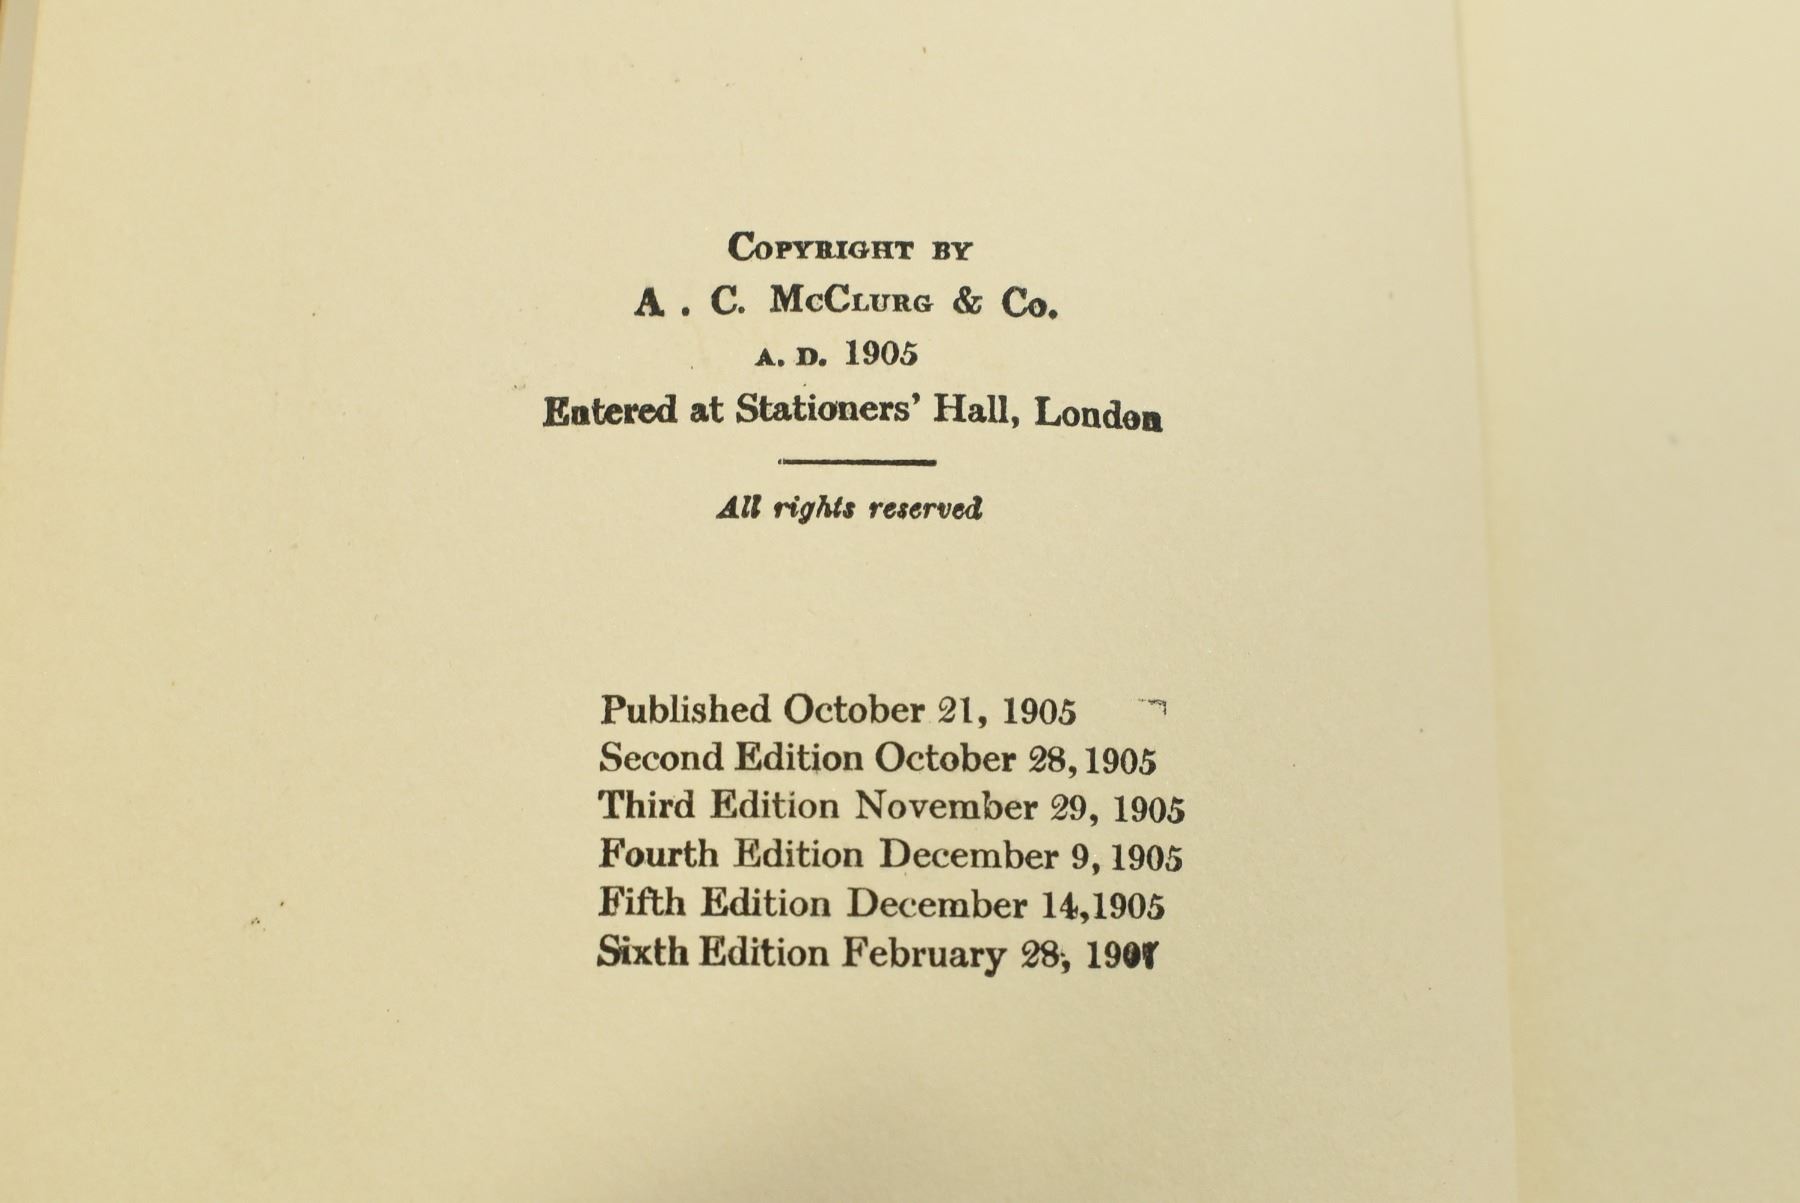 COPYRIGHT BY
A. C. MCCLURG & CO.
A. D. 1905
Entered at Stationers' Hall, London
All rights reserved
Published October 21, 1905
Second Edition October 28, 1905
Third Edition November 29, 1905
Fourth Edition December 9, 1905
Fifth Edition December 14, 1905
Sixth Edition February 28, 1907